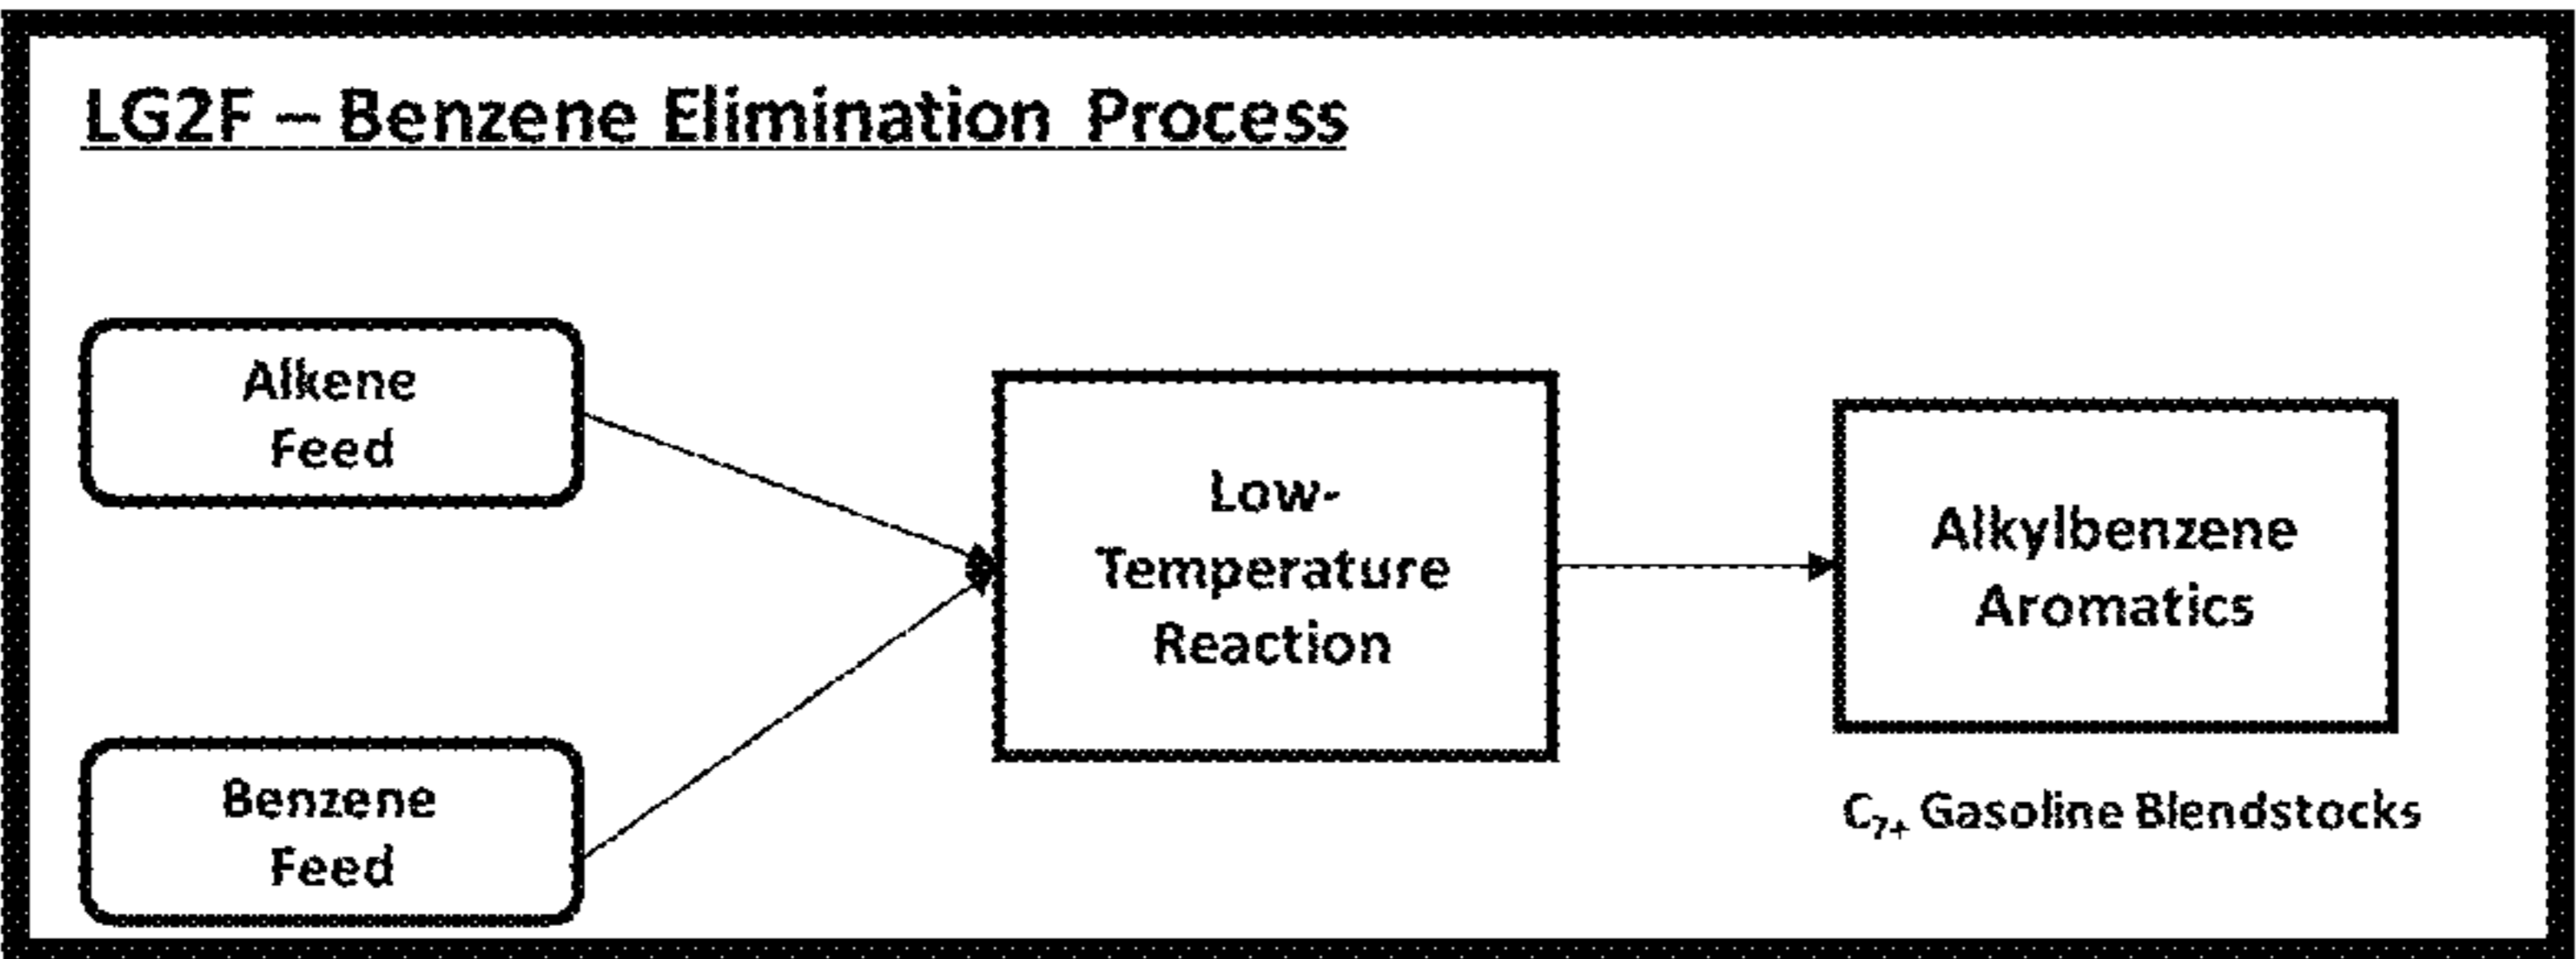 LG2F – Benzene Elimination Process
Alkene
Feed
Low-
Temperature
Reaction
Alkylbenzene
Aromatics
Benzene
Feed
C7+ Gasoline Blendstocks